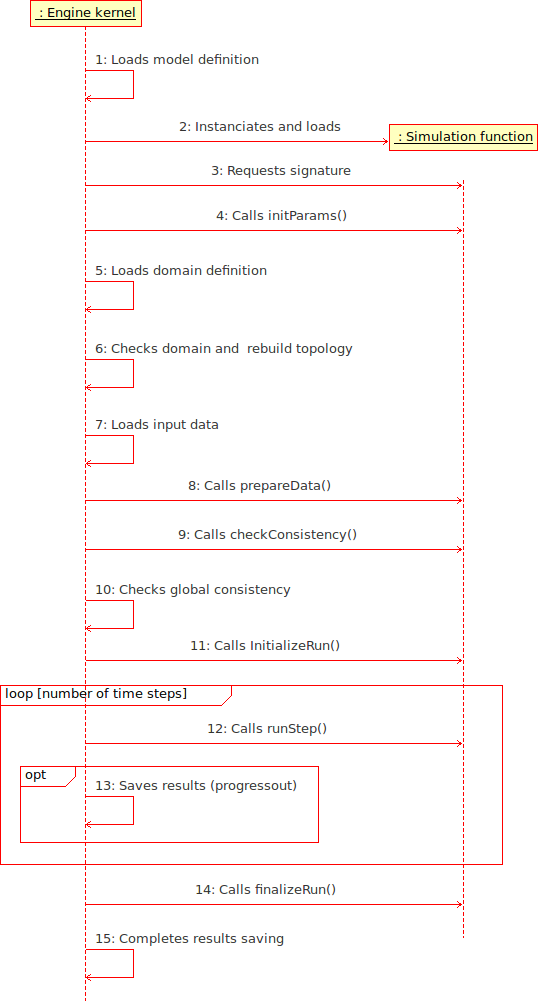 : Engine kernel
1: Loads model definition
2: Instanciates and loads
: Simulation function
3: Requests signature
4: Calls initParams()
5: Loads domain definition
6: Checks domain and  rebuild topology
7: Loads input data
8: Calls prepareData()
9: Calls checkConsistency()
10: Checks global consistency
11: Calls InitializeRun()
loop [number of time steps]
12: Calls runStep()
opt
13: Saves results (progressout)
14: Calls finalizeRun()
15: Completes results saving